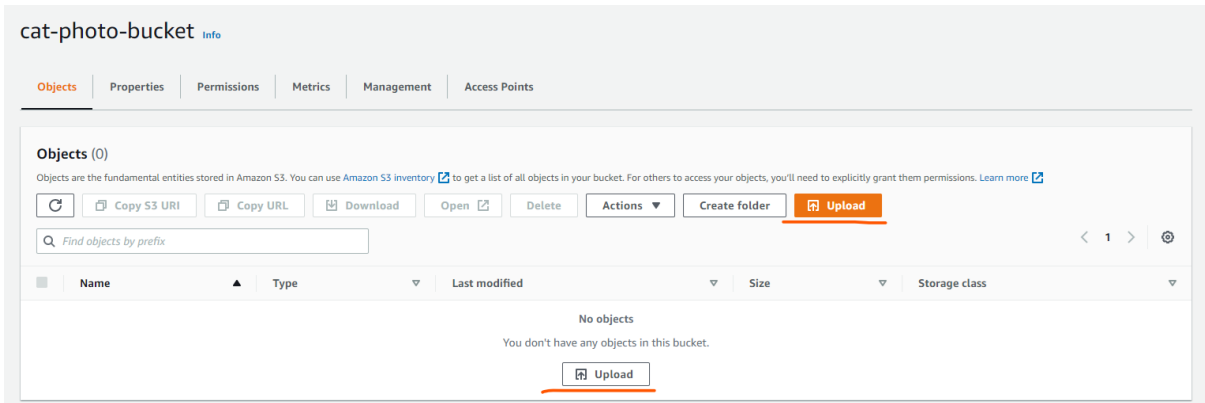 cat-photo-bucket Info
Objects Properties Permissions Metrics Management Access Points
Objects (0)
Objects are the fundamental entities stored in Amazon S3. You can use Amazon S3 inventory to get a list of all objects in your bucket. For others to access your objects, you'll need to explicitly grant them permissions. Learn more
Copy S3 URI Copy URL Download Open Delete Actions Create folder Upload
Find objects by prefix 1
Name Type Last modified Size Storage class
No objects
You don't have any objects in this bucket.
Upload